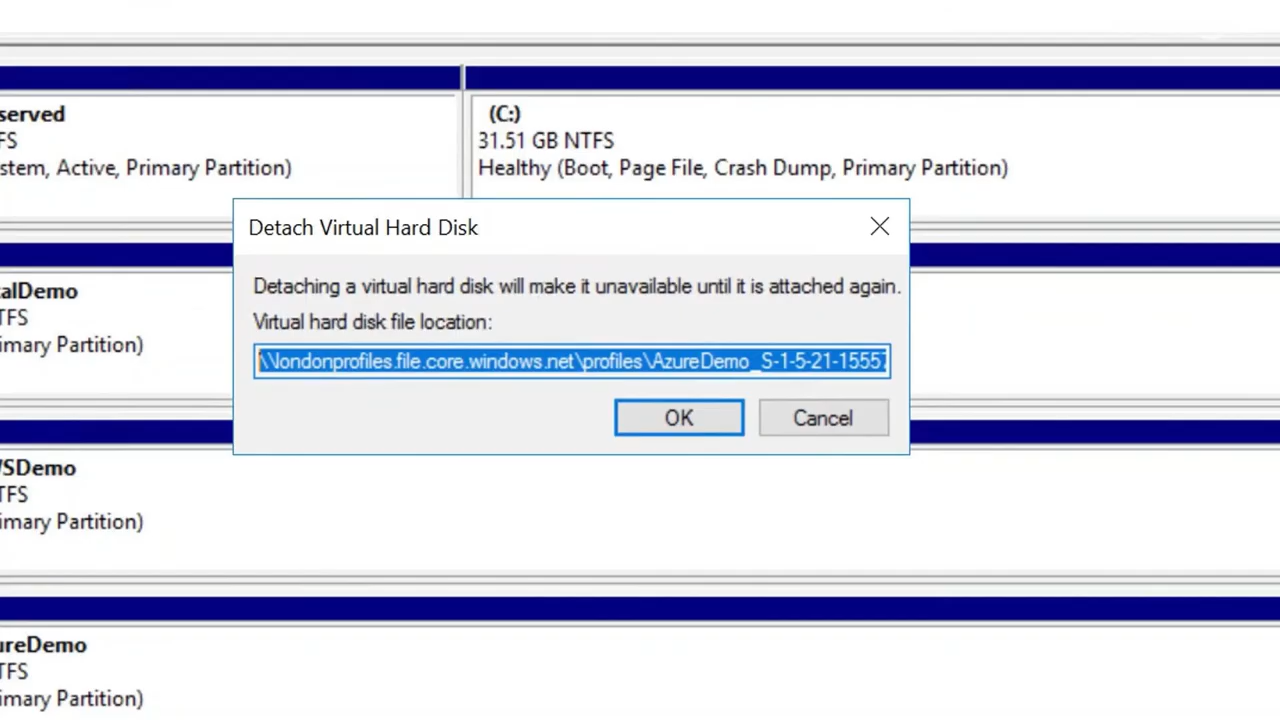 served
FS
stem, Active, Primary Partition)
(C:)
31.51 GB NTFS
Healthy (Boot, Page File, Crash Dump, Primary Partition)
Detach Virtual Hard Disk
Detaching a virtual hard disk will make it unavailable until it is attached again.
Virtual hard disk file location:
\\londonprofiles.file.core.windows.net\profiles\AzureDemo_S-1-5-21-1555
OK
Cancel
alDemo
TFS
imary Partition)
SDemo
TFS
imary Partition)
ureDemo
TFS
imary Partition)